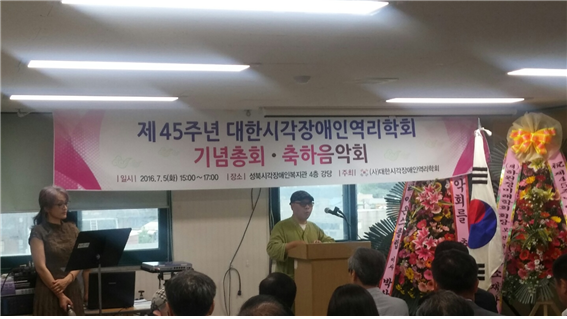 제45주년 대한시각장애인역리학회
기념총회·축하음악회
일시 2016.7.5(화) 15:00~17:00 장소 성북시각장애인복지관 4층 강당 주최 (사)대한시각장애인역리학회